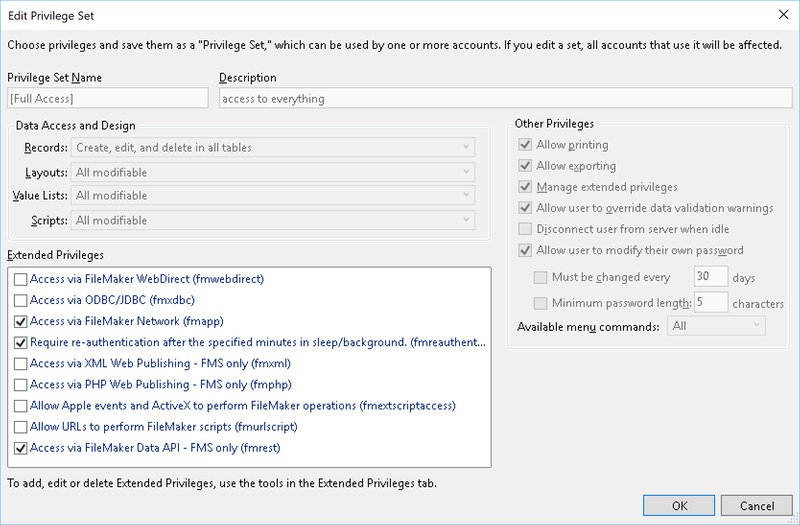 Edit Privilege Set
Choose privileges and save them as a "Privilege Set," which can be used by one or more accounts. If you edit a set, all accounts that use it will be affected.
Privilege Set Name
Description
[Full Access]
access to everything
Data Access and Design
Records: Create, edit, and delete in all tables
Layouts: All modifiable
Value Lists: All modifiable
Scripts: All modifiable
Other Privileges
Allow printing
Allow exporting
Manage extended privileges
Allow user to override data validation warnings
Disconnect user from server when idle
Allow user to modify their own password
Must be changed every 30 days
Minimum password length: 5 characters
Available menu commands: All
Extended Privileges
Access via FileMaker WebDirect (fmwebdirect)
Access via ODBC/JDBC (fmxdbc)
Access via FileMaker Network (fmapp)
Require re-authentication after the specified minutes in sleep/background. (fmreauthent...
Access via XML Web Publishing - FMS only (fmxml)
Access via PHP Web Publishing - FMS only (fmphp)
Allow Apple events and ActiveX to perform FileMaker operations (fmextscriptaccess)
Allow URLs to perform FileMaker scripts (fmurlscript)
Access via FileMaker Data API - FMS only (fmrest)
To add, edit or delete Extended Privileges, use the tools in the Extended Privileges tab.
OK
Cancel